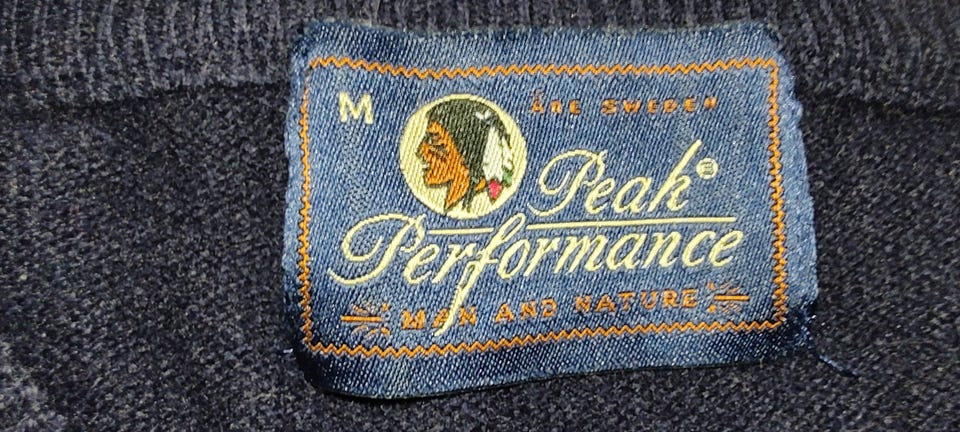 M
ÅRE SWEDEN
Peak®
Performance
MAN AND NATURE